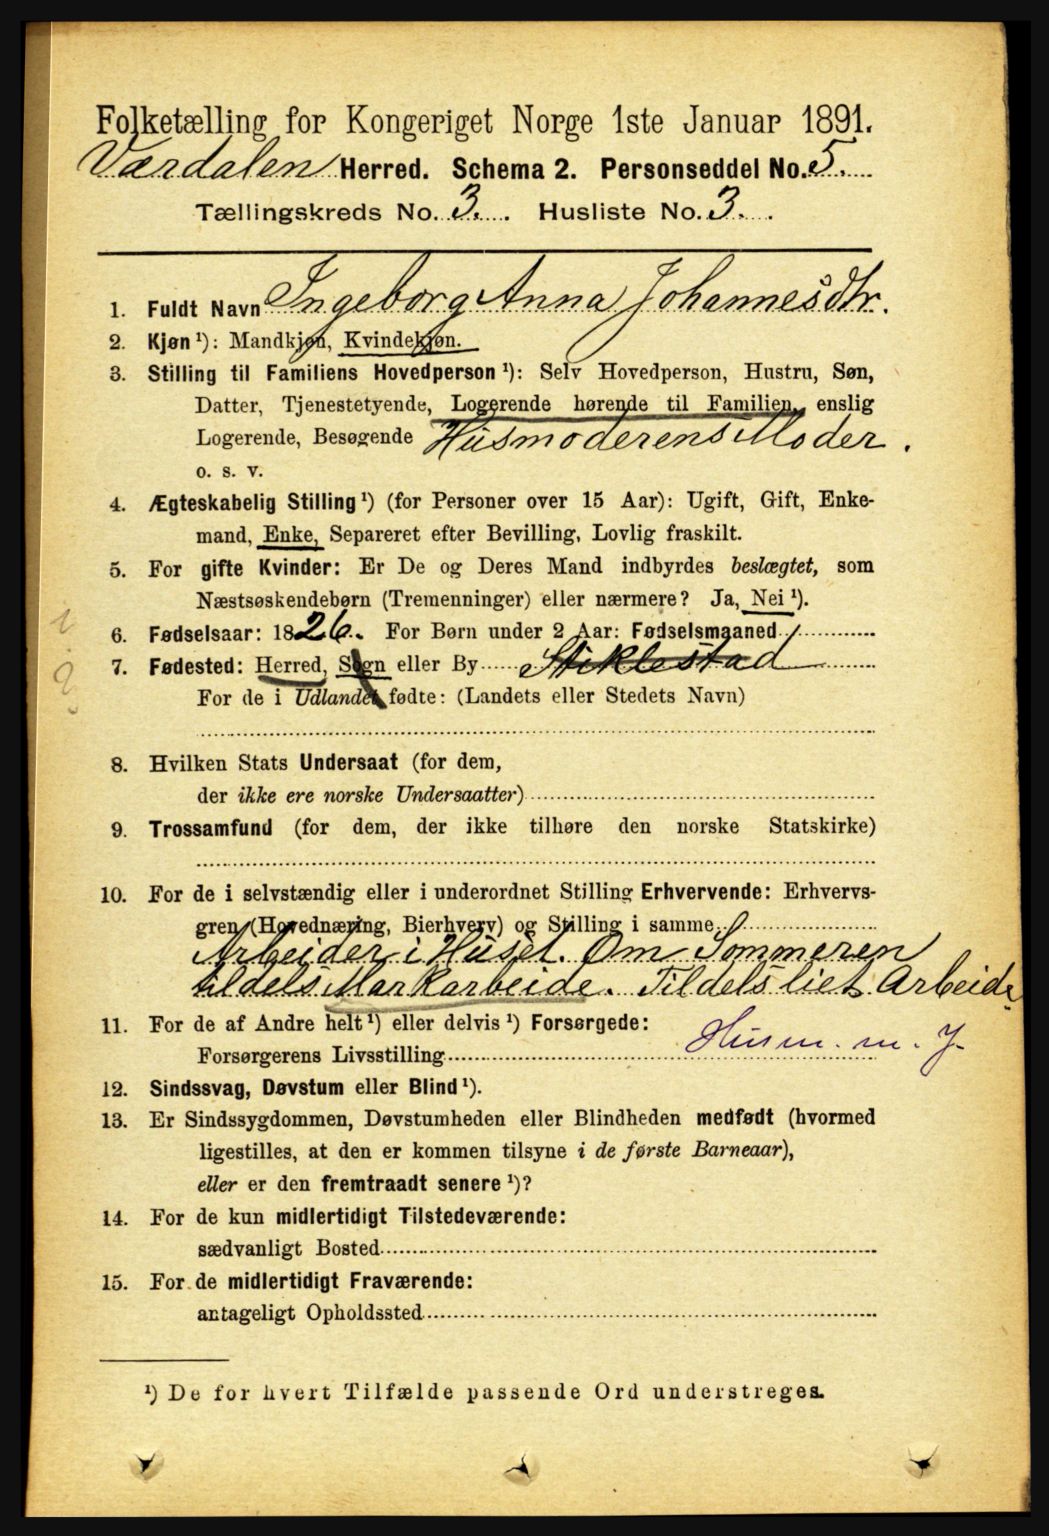 Folketælling for Kongeriget Norge 1ste Januar 1891.
Værdalen Herred. Schema 2. Personseddel No. 5.
Tællingskreds No. 3. Husliste No. 3.
1. Fuldt Navn Ingeborg Anna Johannesdtr.
2. Kjøn ¹): Mandkjøn, Kvindekjøn.
3. Stilling til Familiens Hovedperson ¹): Selv Hovedperson, Hustru, Søn,
Datter, Tjenestetyende, Logerende hørende til Familien, enslig
Logerende, Besøgende Husmoderens Moder.
o. s. v.
4. Ægteskabelig Stilling ¹) (for Personer over 15 Aar): Ugift, Gift, Enke-
mand, Enke, Separeret efter Bevilling, Lovlig fraskilt.
5. For gifte Kvinder: Er De og Deres Mand indbyrdes beslægtet, som
Næstsøskendebørn (Tremenninger) eller nærmere? Ja, Nei ¹).
6. Fødselsaar: 1826. For Børn under 2 Aar: Fødselsmaaned
7. Fødested: Herred, Sogn eller By Stiklestad
For de i Udlandet fødte: (Landets eller Stedets Navn)
8. Hvilken Stats Undersaat (for dem,
der ikke ere norske Undersaatter)
9. Trossamfund (for dem, der ikke tilhøre den norske Statskirke)
10. For de i selvstændig eller i underordnet Stilling Erhvervende: Erhvervs-
gren (Hovednæring, Bierhverv) og Stilling i samme
Arbeider i Huset. Om Sommeren
tildels Markarbeide. Tildels liet Arbeide
11. For de af Andre helt ¹) eller delvis ¹) Forsørgede:
Forsørgerens Livsstilling Husm. m. J.
12. Sindssvag, Døvstum eller Blind ¹).
13. Er Sindssygdommen, Døvstumheden eller Blindheden medfødt (hvormed
ligestilles, at den er kommen tilsyne i de første Barneaar),
eller er den fremtraadt senere ¹)?
14. For de kun midlertidigt Tilstedeværende:
sædvanligt Bosted
15. For de midlertidigt Fraværende:
antageligt Opholdssted
¹) De for hvert Tilfælde passende Ord understreges.